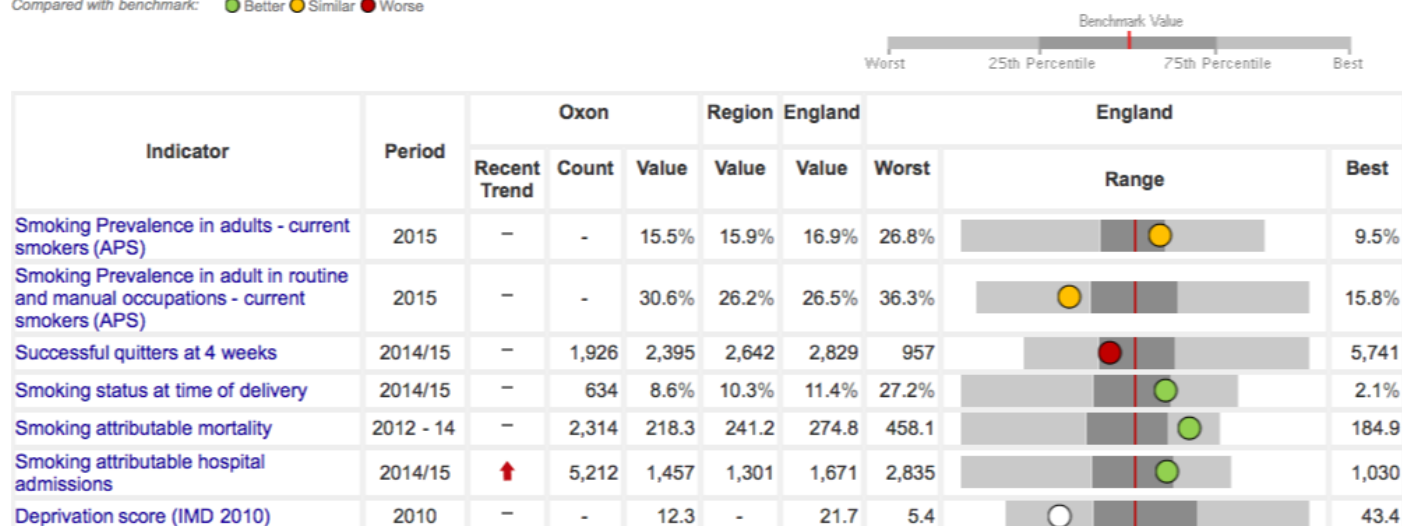 Compared with benchmark: Better Similar Worse
Benchmark Value
Worst 25th Percentile 75th Percentile Best
Indicator Period Oxon Region England England
Recent Trend Count Value Value Value Worst Range Best
Smoking Prevalence in adults - current
smokers (APS) 2015 – - 15.5% 15.9% 16.9% 26.8% 9.5%
Smoking Prevalence in adult in routine
and manual occupations - current
smokers (APS) 2015 – - 30.6% 26.2% 26.5% 36.3% 15.8%
Successful quitters at 4 weeks 2014/15 – 1,926 2,395 2,642 2,829 957 5,741
Smoking status at time of delivery 2014/15 – 634 8.6% 10.3% 11.4% 27.2% 2.1%
Smoking attributable mortality 2012 - 14 – 2,314 218.3 241.2 274.8 458.1 184.9
Smoking attributable hospital
admissions 2014/15 5,212 1,457 1,301 1,671 2,835 1,030
Deprivation score (IMD 2010) 2010 – - 12.3 - 21.7 5.4 43.4